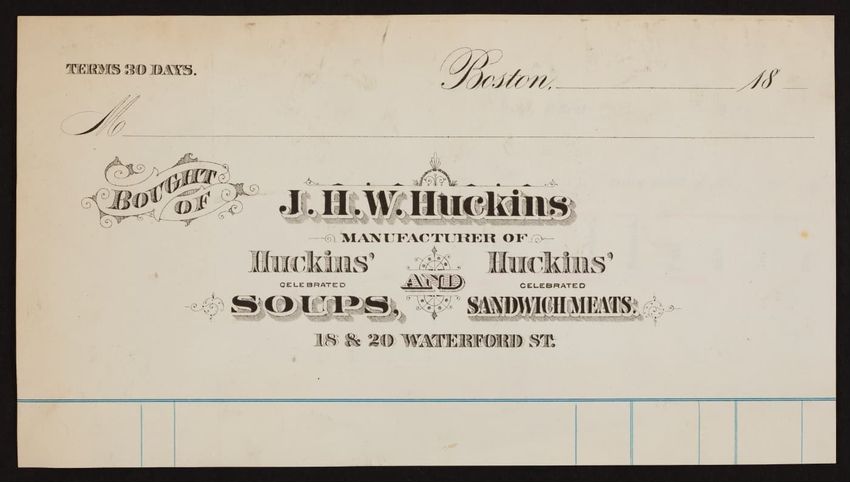 TERMS 30 DAYS.
Boston, 18
M
BOUGHT OF
J. H. W. Huckins
MANUFACTURER OF
Huckins' CELEBRATED SOUPS,
AND
Huckins' CELEBRATED SANDWICH MEATS.
18 & 20 WATERFORD ST.